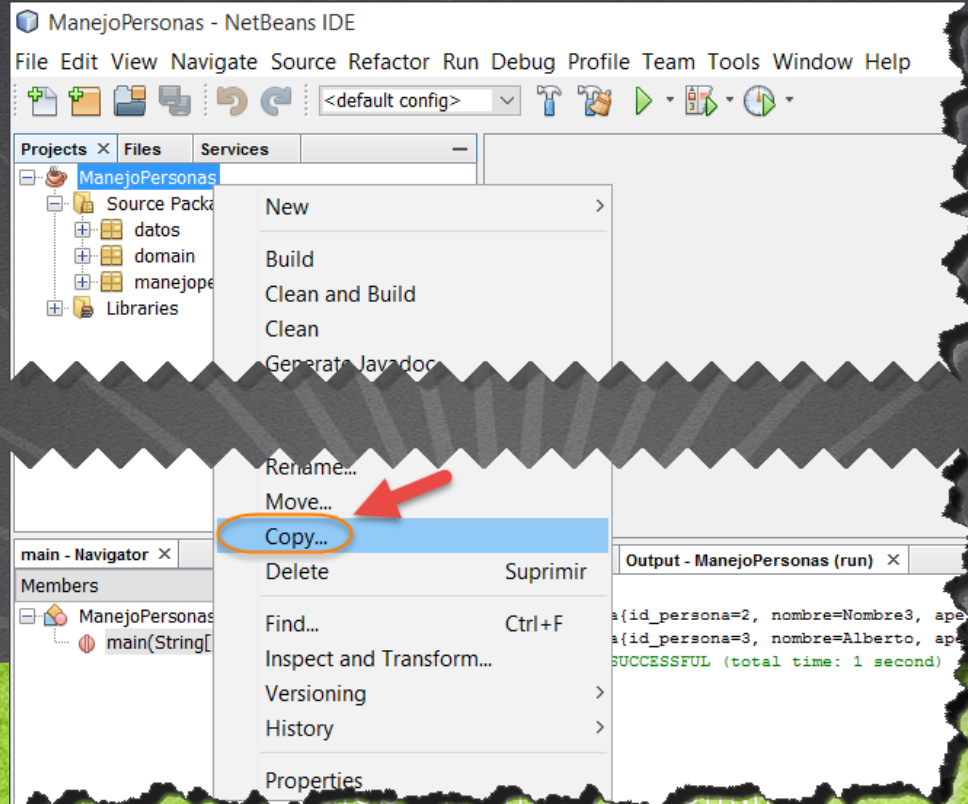 ManejoPersonas - NetBeans IDE
File Edit View Navigate Source Refactor Run Debug Profile Team Tools Window Help
<default config>
Projects Files Services
ManejoPersonas
Source Packa
datos
domain
manejope
Libraries
New
Build
Clean and Build
Clean
Generate Javadoc
Rename...
Move...
Copy...
Delete Suprimir
Find... Ctrl+F
Inspect and Transform...
Versioning
History
Properties
main - Navigator
Members
ManejoPersonas
main(String[
Output - ManejoPersonas (run)
a{id_persona=2, nombre=Nombre3, ape
a{id_persona=3, nombre=Alberto, ape
SUCCESSFUL (total time: 1 second)